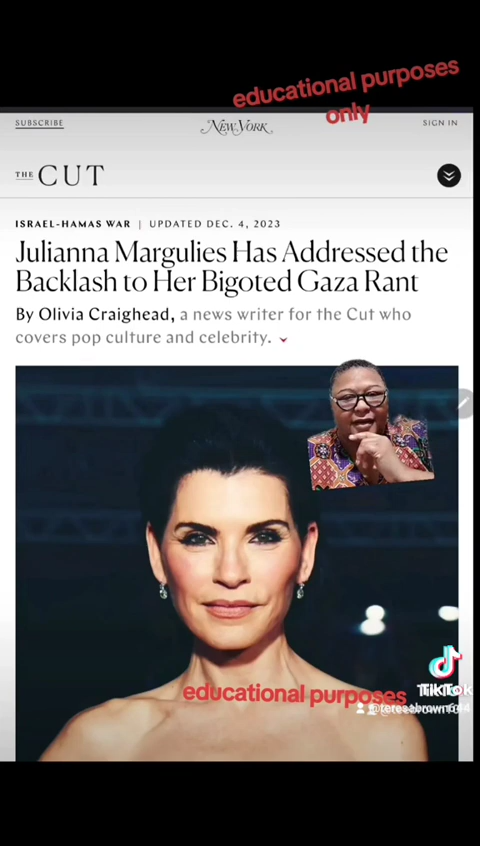 educational purposes
only
SUBSCRIBE
NEW YORK
SIGN IN
THE CUT
ISRAEL-HAMAS WAR | UPDATED DEC. 4, 2023
Julianna Margulies Has Addressed the
Backlash to Her Bigoted Gaza Rant
By Olivia Craighead, a news writer for the Cut who
covers pop culture and celebrity.
educational purposes
TikTok